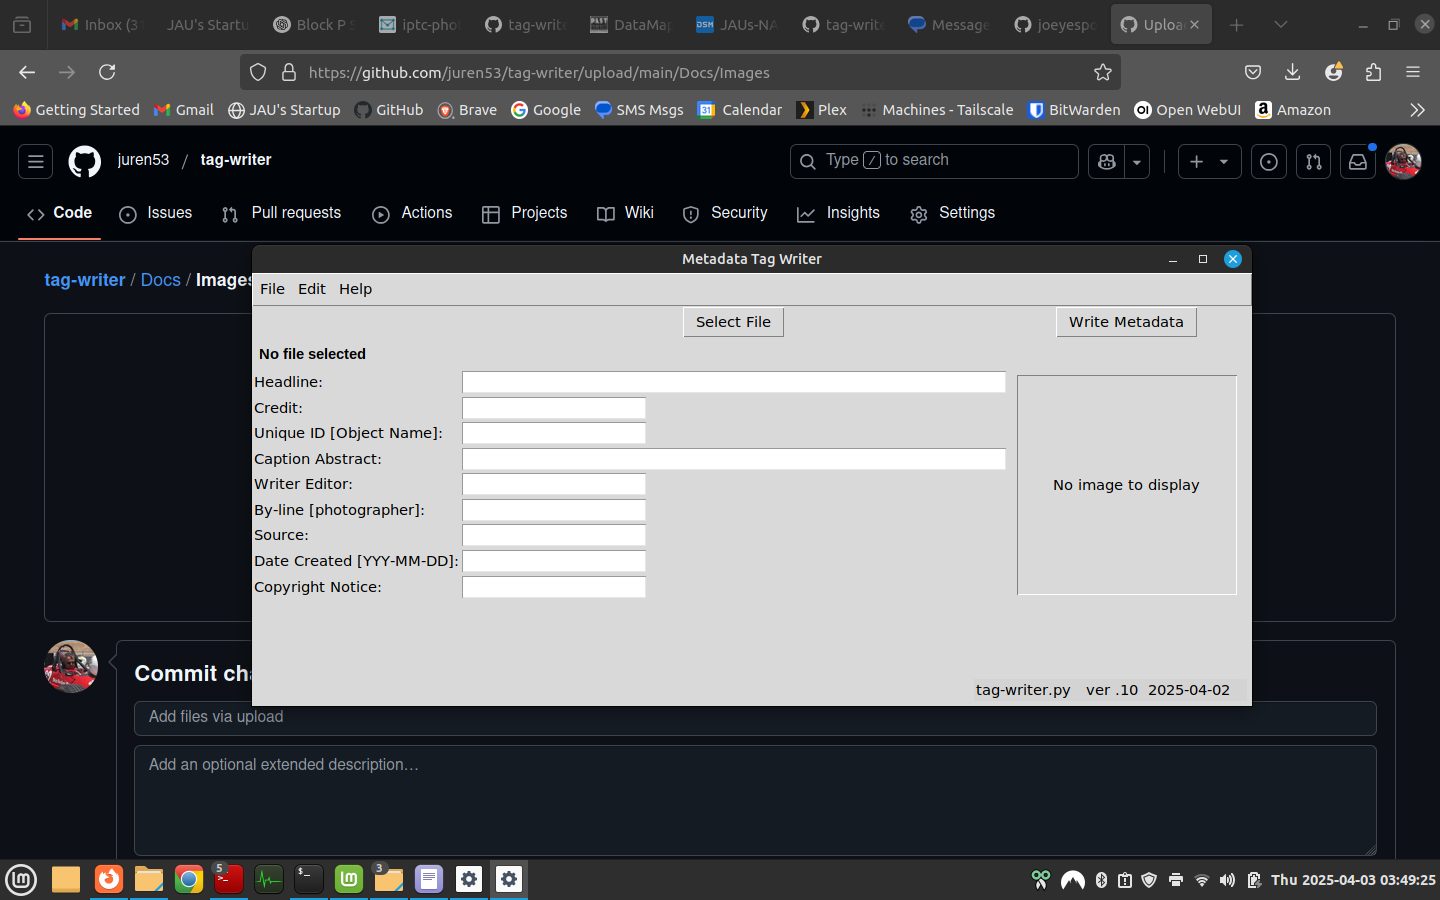 Inbox (3
JAU's Startu
Block P S
iptc-pho
tag-write
DataMap
JAUs-NA
tag-write
Message
joeyespo
Uploa
https://github.com/juren53/tag-writer/upload/main/Docs/Images
Getting Started
Gmail
JAU's Startup
GitHub
Brave
Google
SMS Msgs
Calendar
Plex
Machines - Tailscale
BitWarden
Open WebUI
Amazon
juren53 / tag-writer
Type / to search
Code
Issues
Pull requests
Actions
Projects
Wiki
Security
Insights
Settings
tag-writer / Docs / Images
Metadata Tag Writer
File Edit Help
Select File
Write Metadata
No file selected
Headline:
Credit:
Unique ID [Object Name]:
Caption Abstract:
Writer Editor:
By-line [photographer]:
Source:
Date Created [YYY-MM-DD]:
Copyright Notice:
No image to display
tag-writer.py ver .10 2025-04-02
Commit cha
Add files via upload
Add an optional extended description…
5
3
Thu 2025-04-03 03:49:25